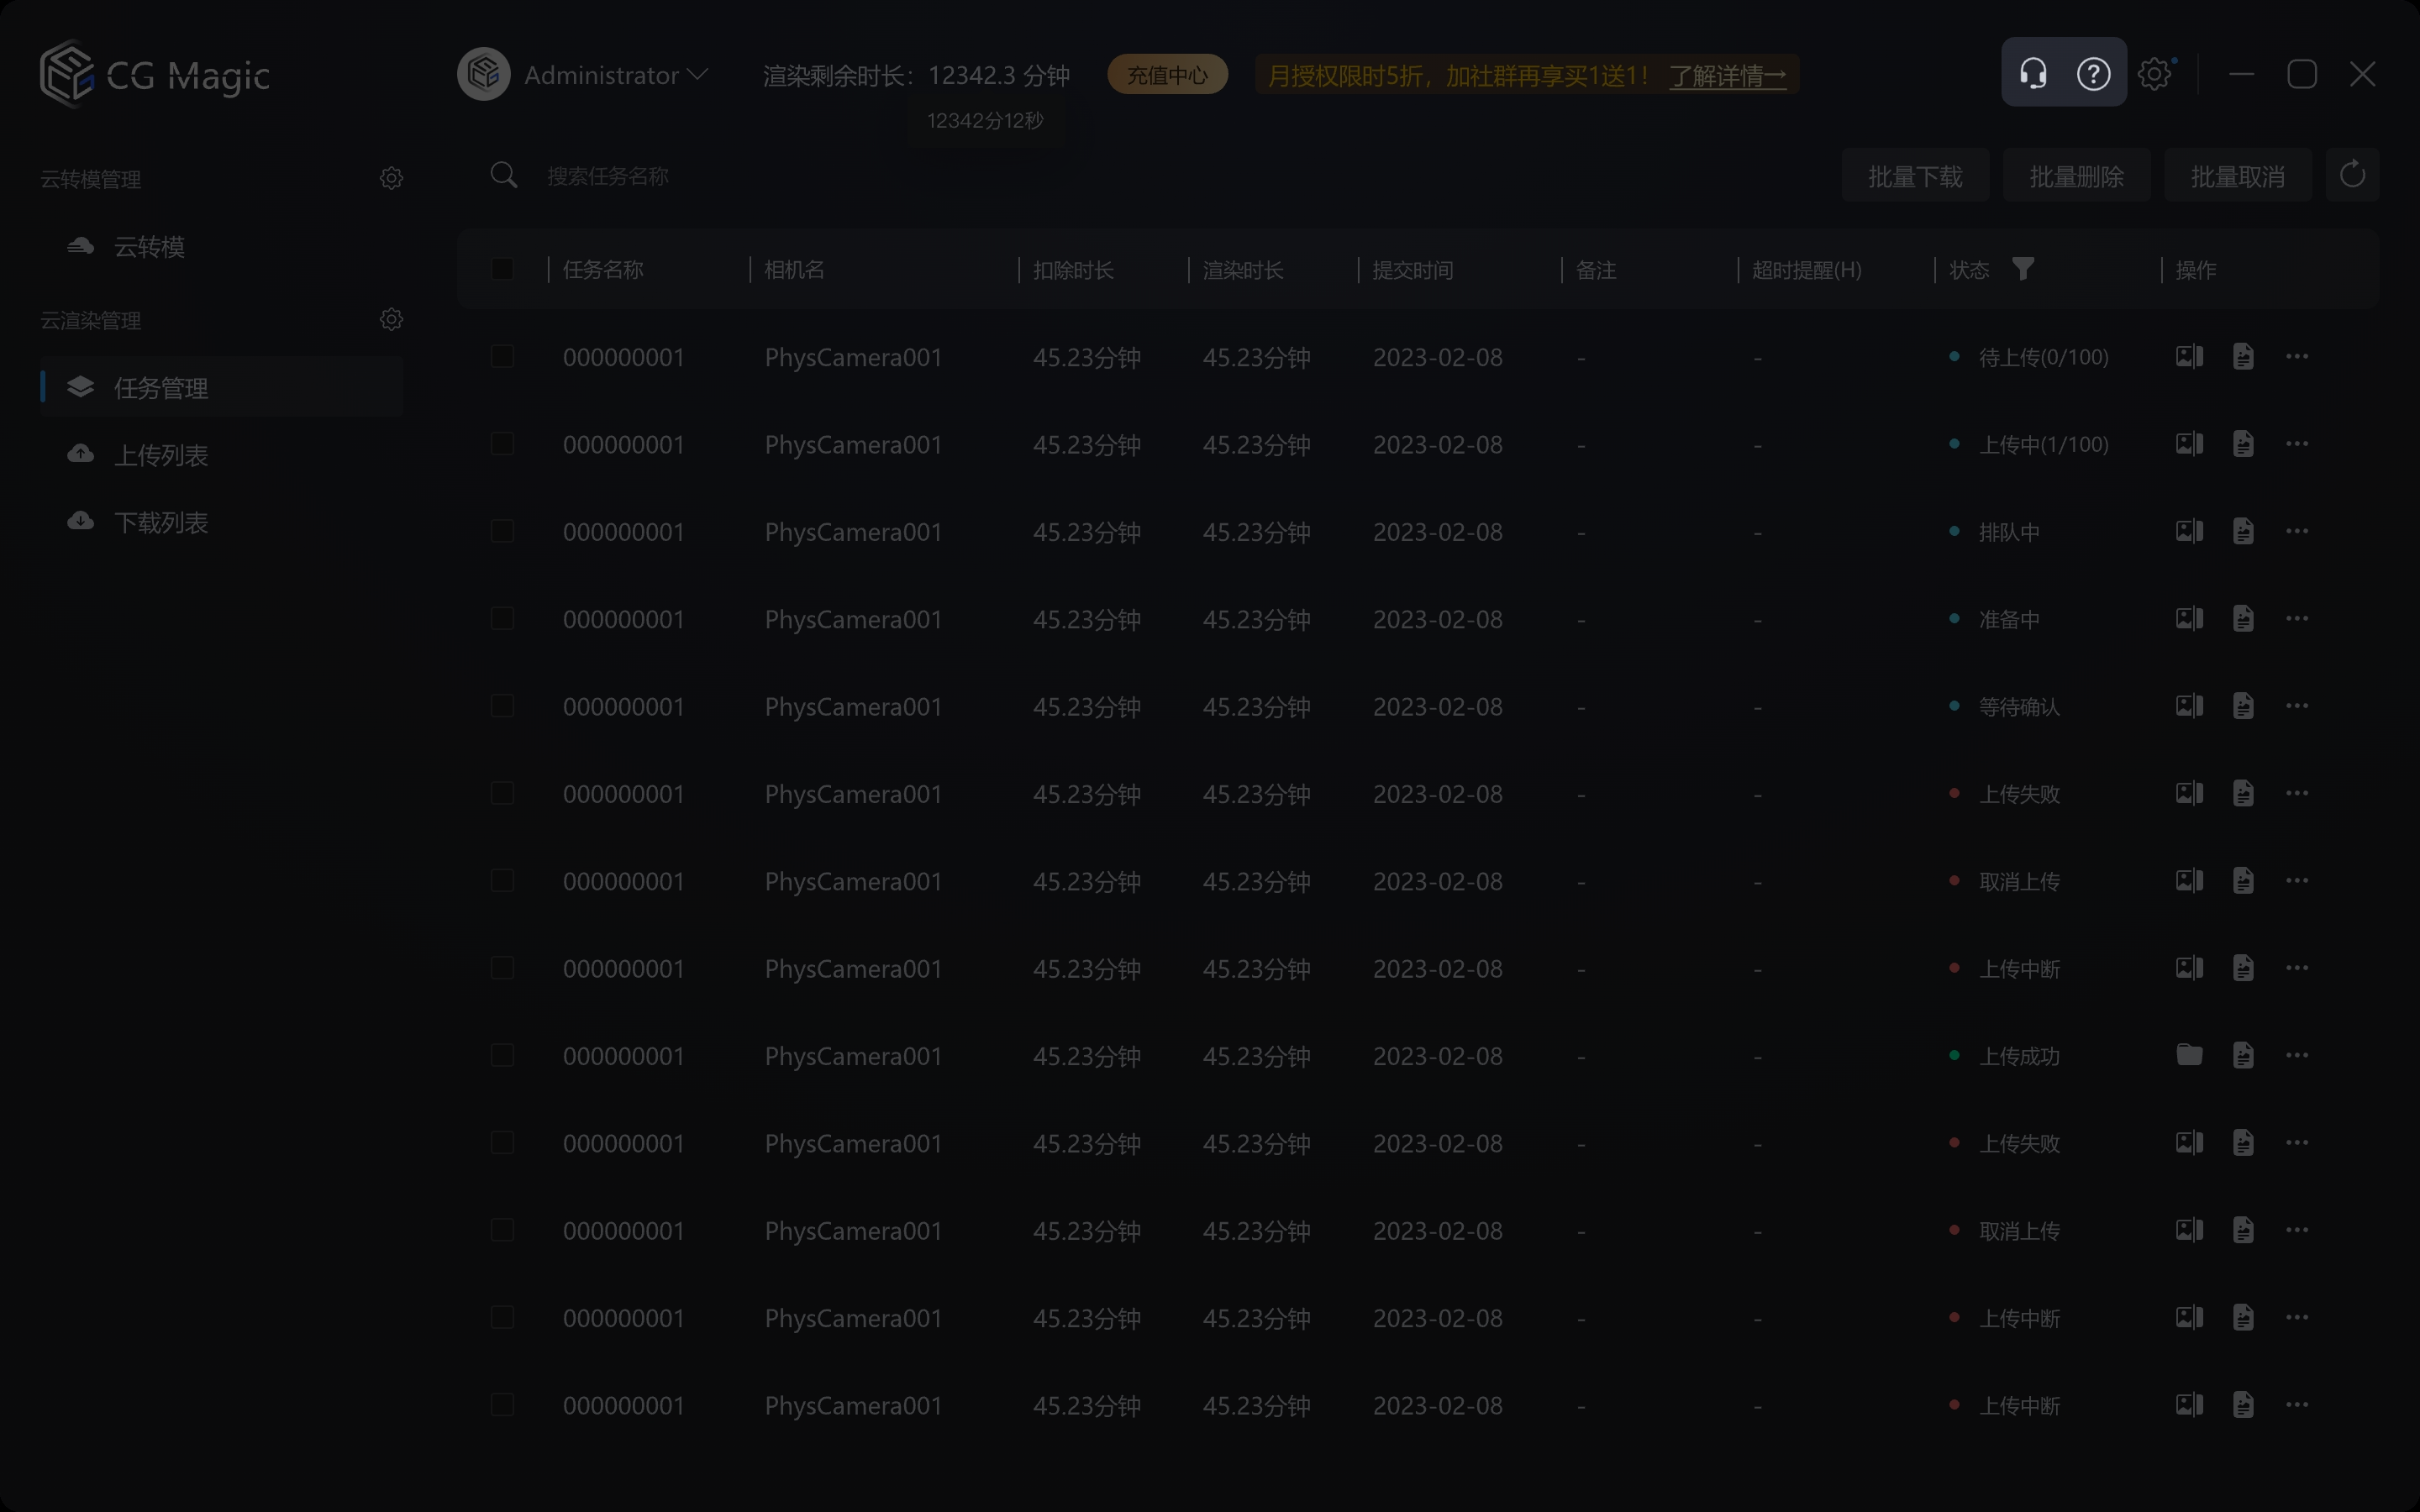 CG Magic
Administrator
渲染剩余时长：12342.3 分钟
充值中心
月授权限时5折，加社群再享买1送1！ 了解详情→
12342分12秒
云转模管理
搜索任务名称
批量下载
批量删除
批量取消
云转模
云渲染管理
任务管理
上传列表
下载列表
任务名称 相机名 扣除时长 渲染时长 提交时间 备注 超时提醒(H) 状态 操作
000000001 PhysCamera001 45.23分钟 45.23分钟 2023-02-08 - - 待上传(0/100)
000000001 PhysCamera001 45.23分钟 45.23分钟 2023-02-08 - - 上传中(1/100)
000000001 PhysCamera001 45.23分钟 45.23分钟 2023-02-08 - - 排队中
000000001 PhysCamera001 45.23分钟 45.23分钟 2023-02-08 - - 准备中
000000001 PhysCamera001 45.23分钟 45.23分钟 2023-02-08 - - 等待确认
000000001 PhysCamera001 45.23分钟 45.23分钟 2023-02-08 - - 上传失败
000000001 PhysCamera001 45.23分钟 45.23分钟 2023-02-08 - - 取消上传
000000001 PhysCamera001 45.23分钟 45.23分钟 2023-02-08 - - 上传中断
000000001 PhysCamera001 45.23分钟 45.23分钟 2023-02-08 - - 上传成功
000000001 PhysCamera001 45.23分钟 45.23分钟 2023-02-08 - - 上传失败
000000001 PhysCamera001 45.23分钟 45.23分钟 2023-02-08 - - 取消上传
000000001 PhysCamera001 45.23分钟 45.23分钟 2023-02-08 - - 上传中断
000000001 PhysCamera001 45.23分钟 45.23分钟 2023-02-08 - - 上传中断